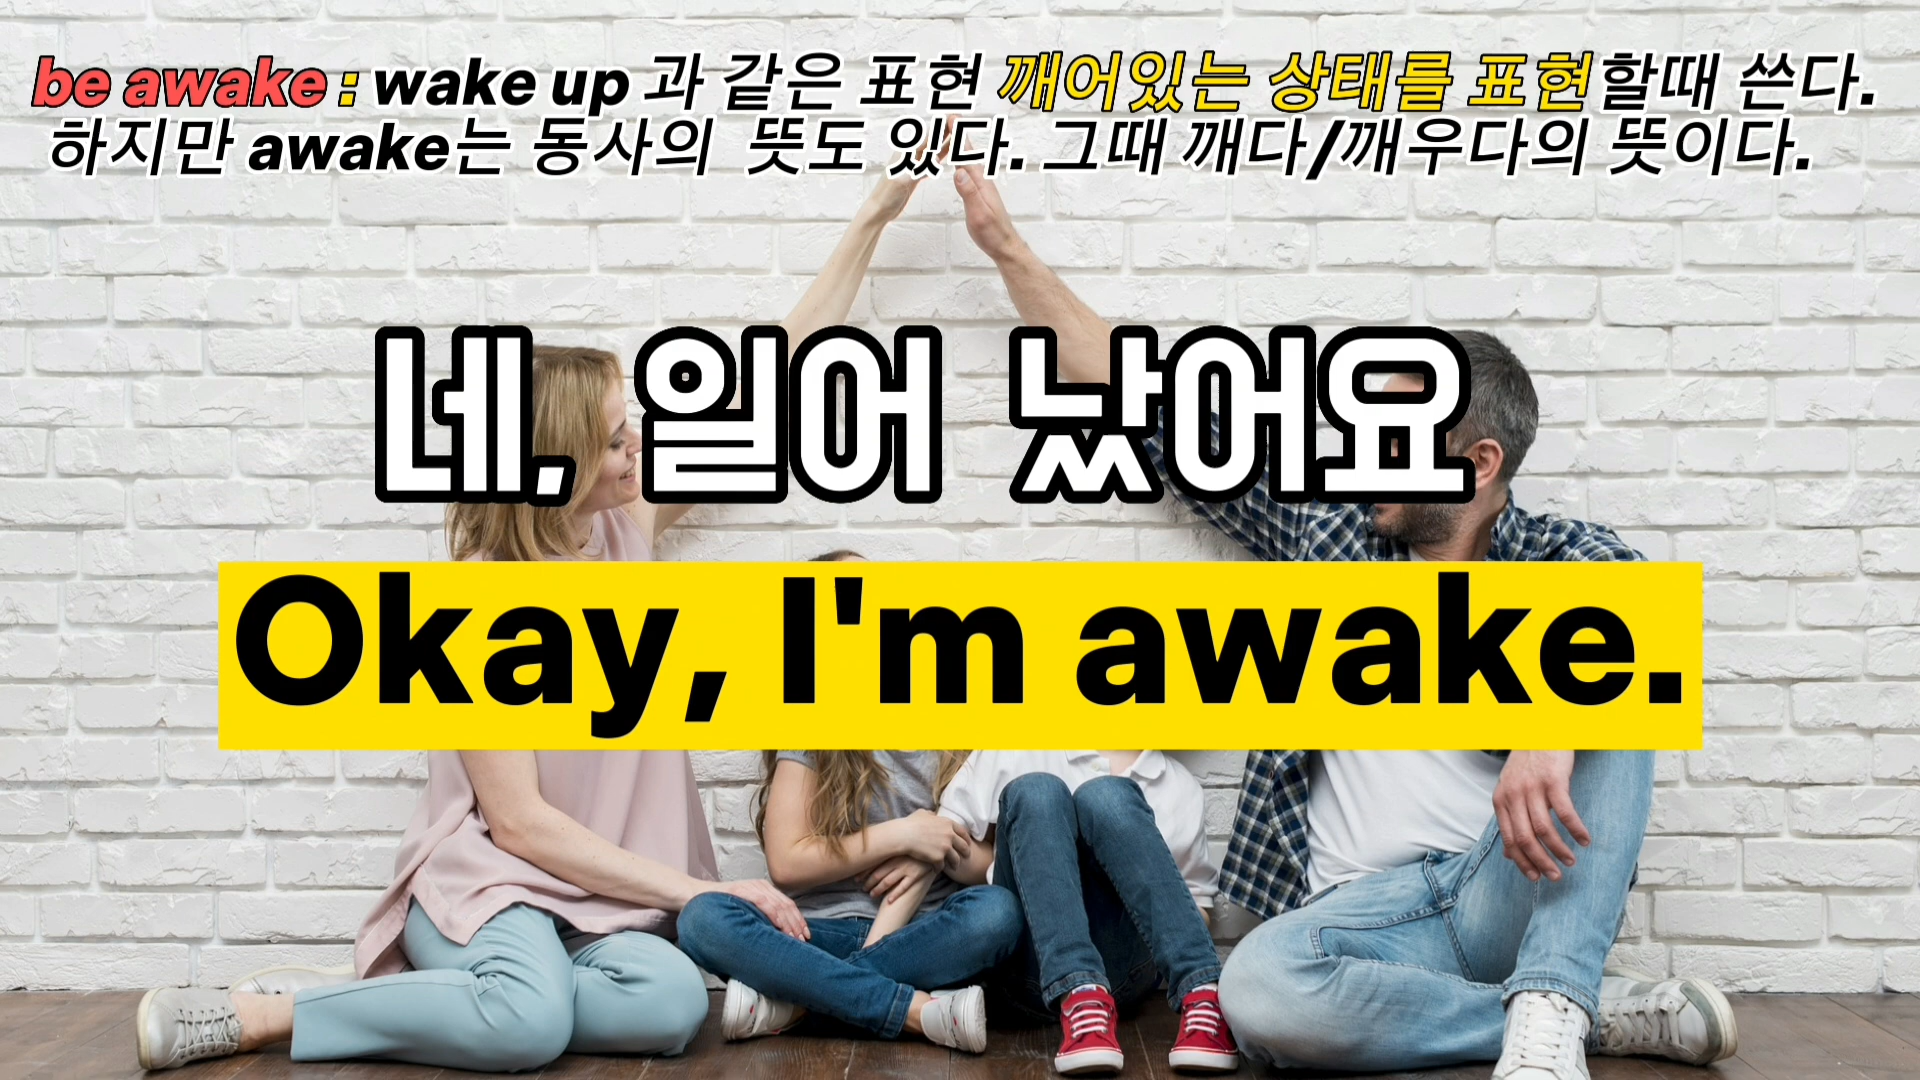 be awake : wake up 과 같은 표현 깨어있는 상태를 표현할때 쓴다.
하지만 awake는 동사의 뜻도 있다. 그때 깨다/깨우다의 뜻이다.
네, 일어 났어요
Okay, I'm awake.